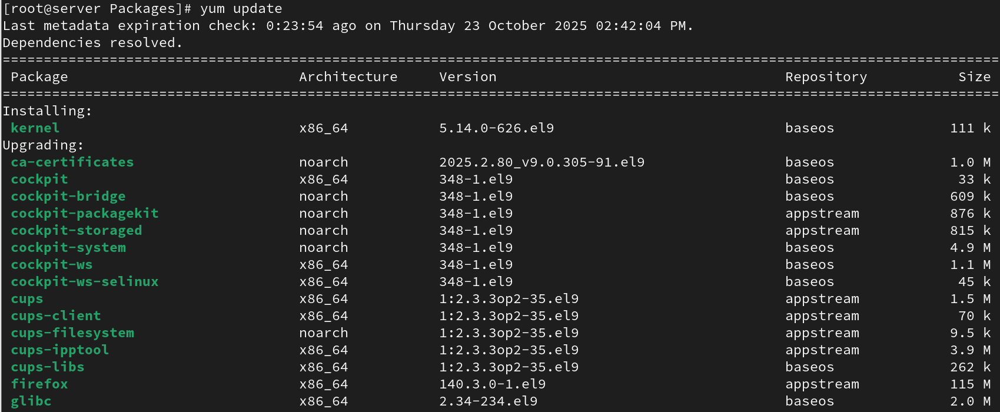 [root@server Packages]# yum update
Last metadata expiration check: 0:23:54 ago on Thursday 23 October 2025 02:42:04 PM.
Dependencies resolved.
================================================================================================================================
Package Architecture Version Repository Size
================================================================================================================================
Installing:
kernel x86_64 5.14.0-626.el9 baseos 111 k
Upgrading:
ca-certificates noarch 2025.2.80_v9.0.305-91.el9 baseos 1.0 M
cockpit x86_64 348-1.el9 baseos 33 k
cockpit-bridge noarch 348-1.el9 baseos 609 k
cockpit-packagekit noarch 348-1.el9 appstream 876 k
cockpit-storaged noarch 348-1.el9 appstream 815 k
cockpit-system noarch 348-1.el9 baseos 4.9 M
cockpit-ws x86_64 348-1.el9 baseos 1.1 M
cockpit-ws-selinux x86_64 348-1.el9 baseos 45 k
cups x86_64 1:2.3.3op2-35.el9 appstream 1.5 M
cups-client x86_64 1:2.3.3op2-35.el9 appstream 70 k
cups-filesystem noarch 1:2.3.3op2-35.el9 appstream 9.5 k
cups-ipptool x86_64 1:2.3.3op2-35.el9 appstream 3.9 M
cups-libs x86_64 1:2.3.3op2-35.el9 baseos 262 k
firefox x86_64 140.3.0-1.el9 appstream 115 M
glibc x86_64 2.34-234.el9 baseos 2.0 M